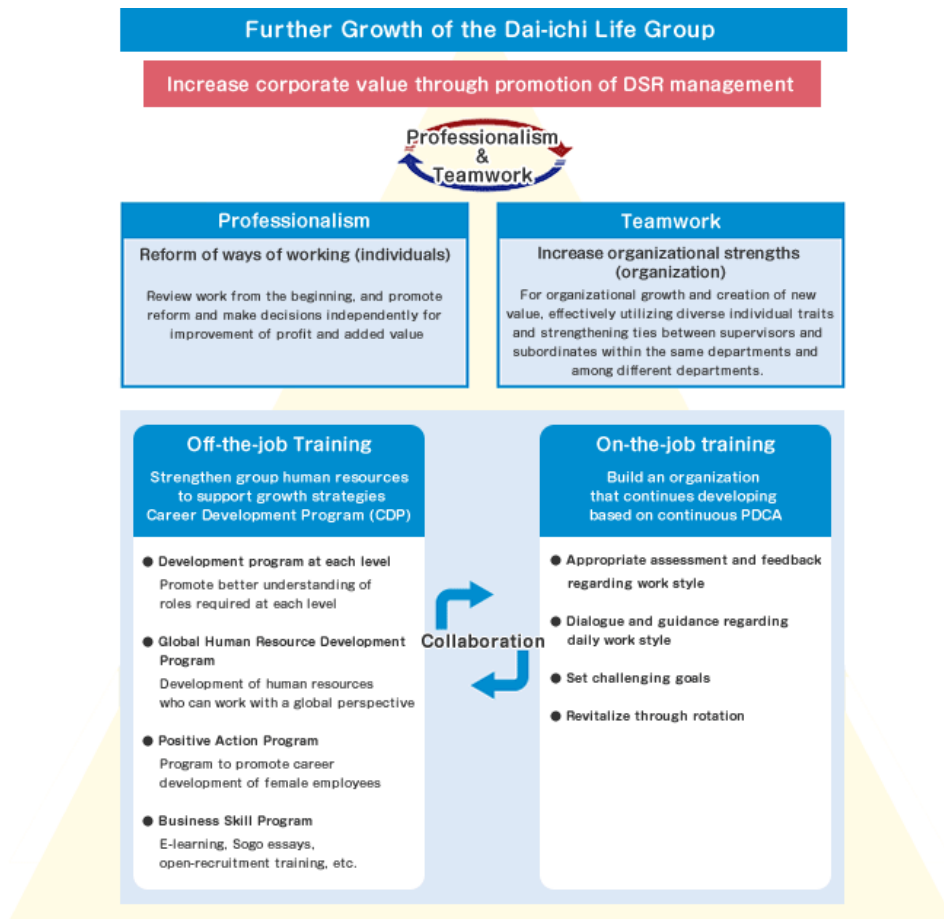 Further Growth of the Dai-ichi Life Group
Increase corporate value through promotion of DSR management
Professionalism
&
Teamwork
Professionalism
Reform of ways of working (individuals)
Review work from the beginning, and promote
reform and make decisions independently for
improvement of profit and added value
Teamwork
Increase organizational strengths
(organization)
For organizational growth and creation of new
value, effectively utilizing diverse individual traits
and strengthening ties between supervisors and
subordinates within the same departments and
among different departments.
Off-the-job Training
Strengthen group human resources
to support growth strategies
Career Development Program (CDP)
● Development program at each level
Promote better understanding of
roles required at each level
● Global Human Resource Development
Program
Development of human resources
who can work with a global perspective
● Positive Action Program
Program to promote career
development of female employees
● Business Skill Program
E-learning, Sogo essays,
open-recruitment training, etc.
Collaboration
On-the-job training
Build an organization
that continues developing
based on continuous PDCA
● Appropriate assessment and feedback
regarding work style
● Dialogue and guidance regarding
daily work style
● Set challenging goals
● Revitalize through rotation